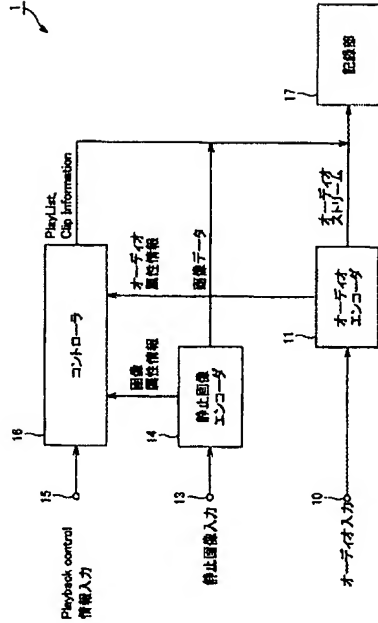 1
Playback control
情報入力
15
16
コントローラ
PlayList,
Clip Information
静止画像入力
13
14
静止画像
エンコーダ
画像
属性情報
オーディオ
属性情報
画像データ
オーディオ入力
10
11
オーディオ
エンコーダ
オーディオ
ストリーム
17
記録部